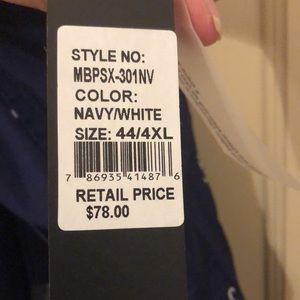 STYLE NO:
MBPSX-301NV
COLOR:
NAVY/WHITE
SIZE: 44/4XL
7 86935 41487 6
RETAIL PRICE
$78.00